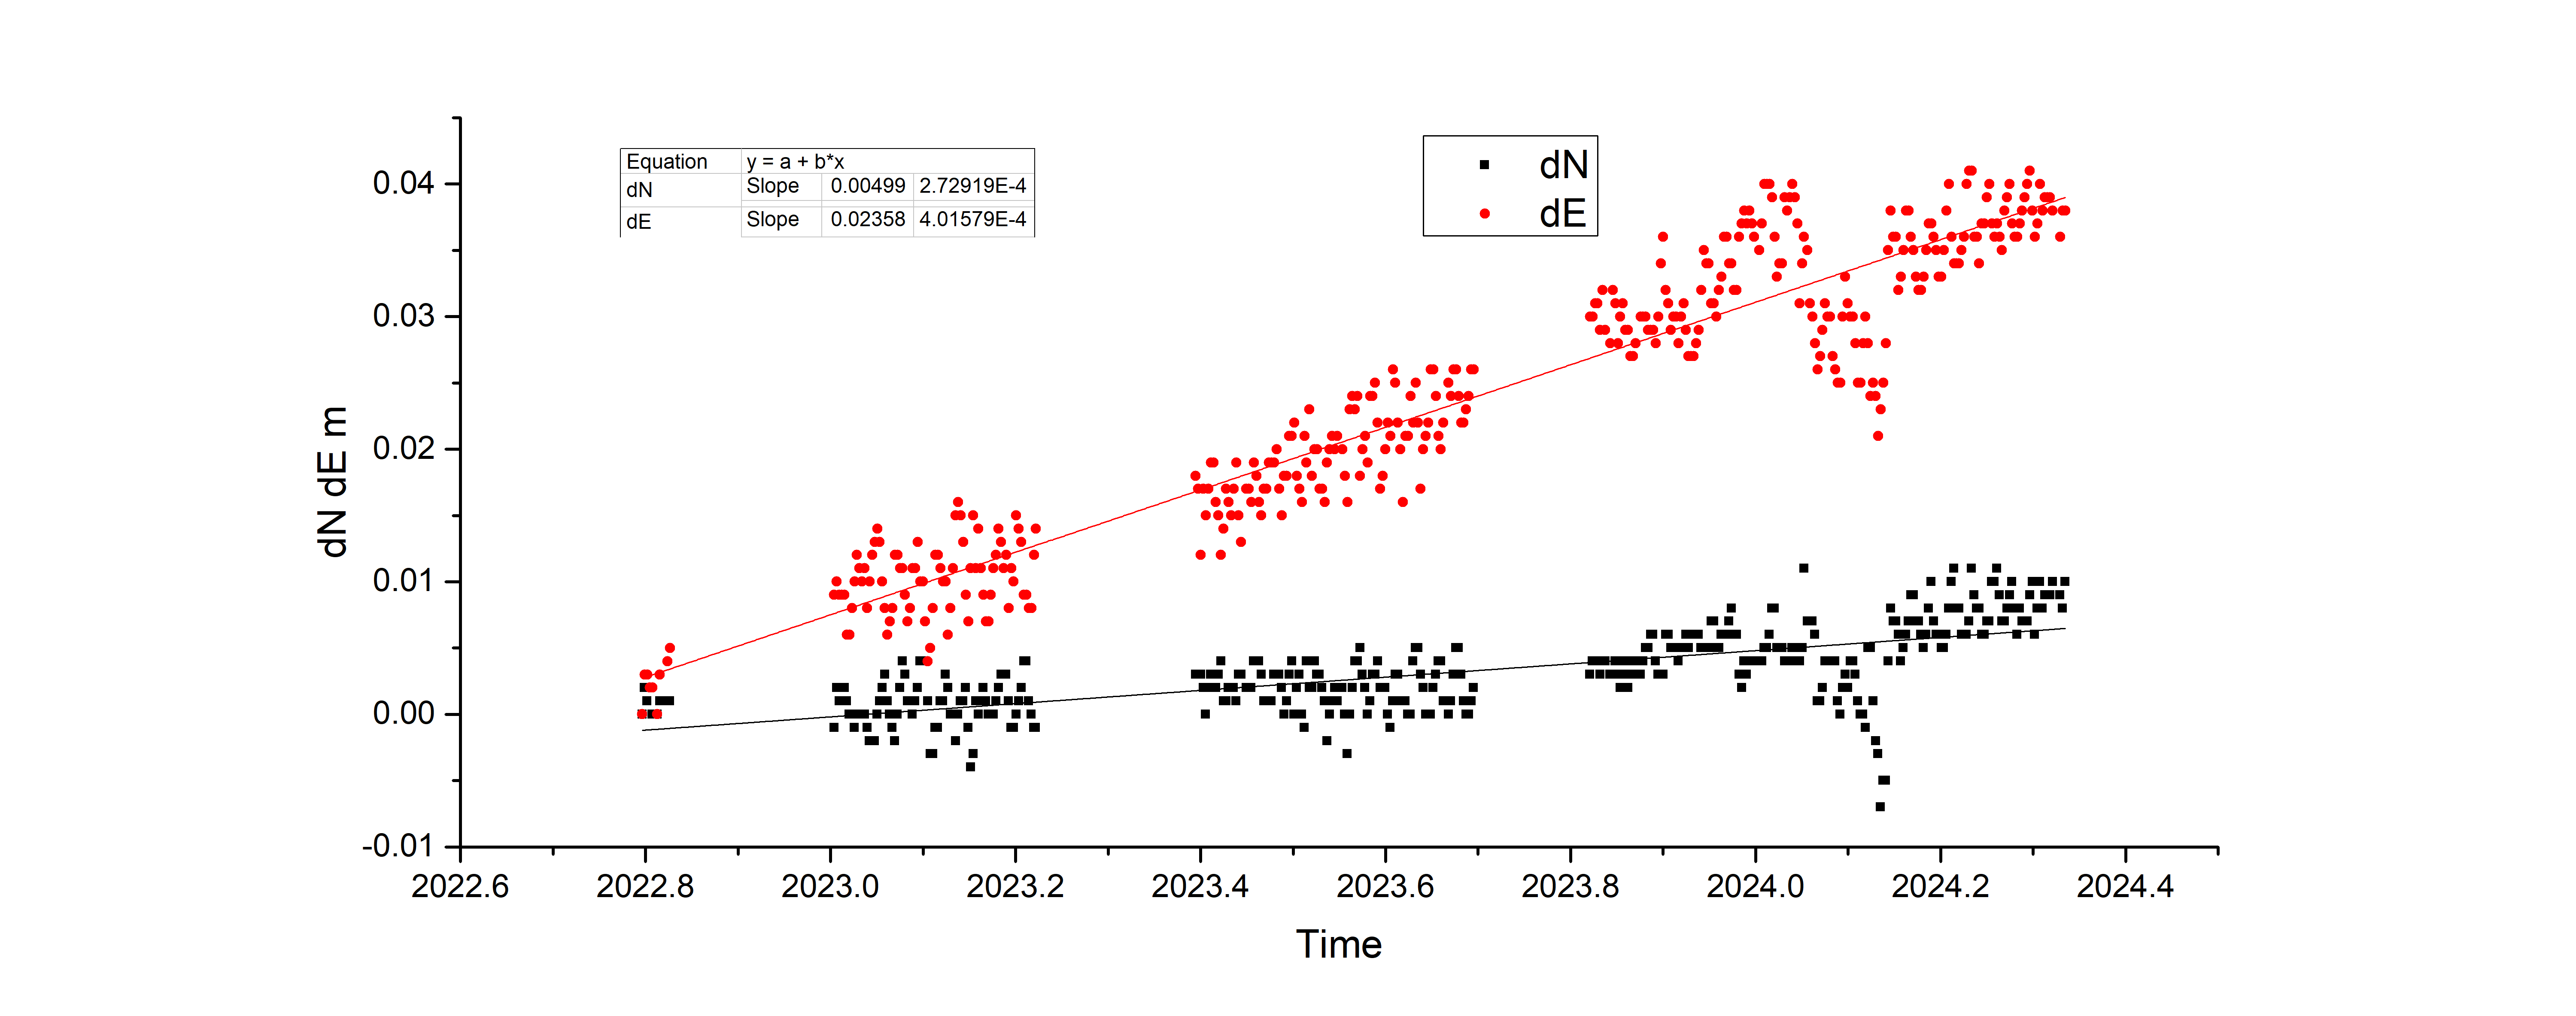 Equation y = a + b*x
dN Slope 0.00499 2.72919E-4
dE Slope 0.02358 4.01579E-4
dN
dE
0.04
0.03
0.02
0.01
0.00
-0.01
dN dE m
2022.6 2022.8 2023.0 2023.2 2023.4 2023.6 2023.8 2024.0 2024.2 2024.4
Time